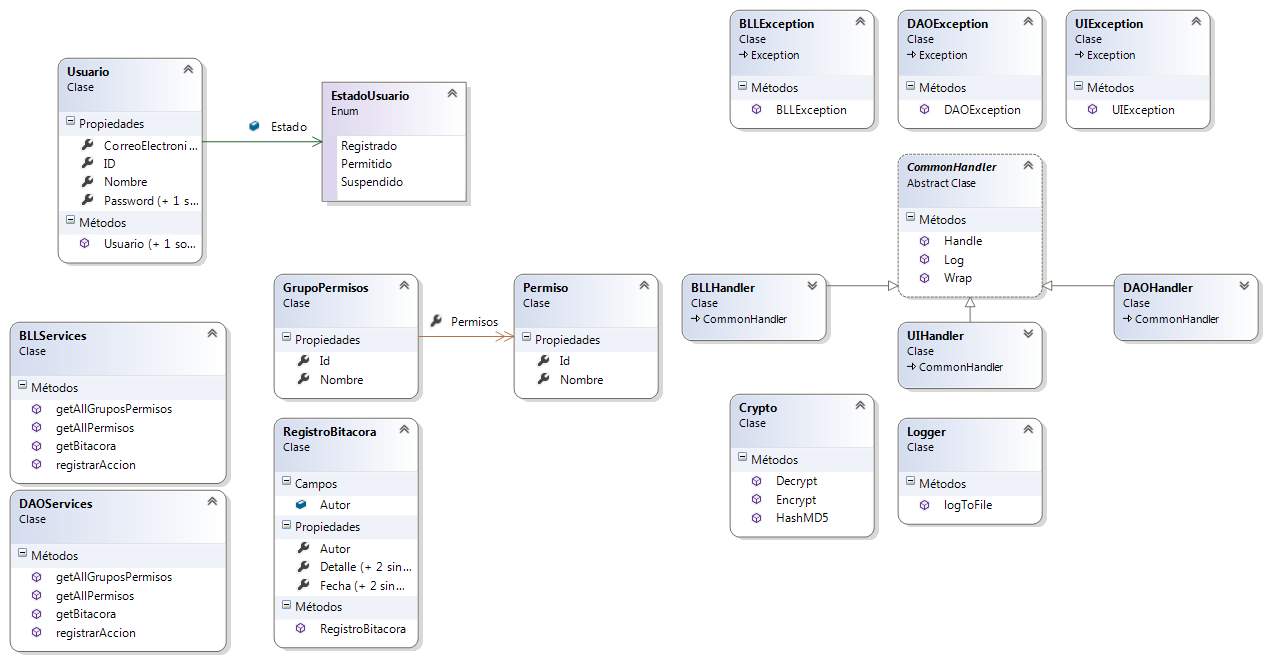 Usuario
Clase
Propiedades
CorreoElectroni...
ID
Nombre
Password (+ 1 s...
Métodos
Usuario (+ 1 so...
Estado
EstadoUsuario
Enum
Registrado
Permitido
Suspendido
BLLException
Clase
Exception
Métodos
BLLException
DAOException
Clase
Exception
Métodos
DAOException
UIException
Clase
Exception
Métodos
UIException
CommonHandler
Abstract Clase
Métodos
Handle
Log
Wrap
GrupoPermisos
Clase
Propiedades
Id
Nombre
Permisos
Permiso
Clase
Propiedades
Id
Nombre
BLLHandler
Clase
CommonHandler
UIHandler
Clase
CommonHandler
DAOHandler
Clase
CommonHandler
BLLServices
Clase
Métodos
getAllGruposPermisos
getAllPermisos
getBitacora
registrarAccion
DAOServices
Clase
Métodos
getAllGruposPermisos
getAllPermisos
getBitacora
registrarAccion
RegistroBitacora
Clase
Campos
Autor
Propiedades
Autor
Detalle (+ 2 sin...
Fecha (+ 2 sin...
Métodos
RegistroBitacora
Crypto
Clase
Métodos
Decrypt
Encrypt
HashMD5
Logger
Clase
Métodos
logToFile